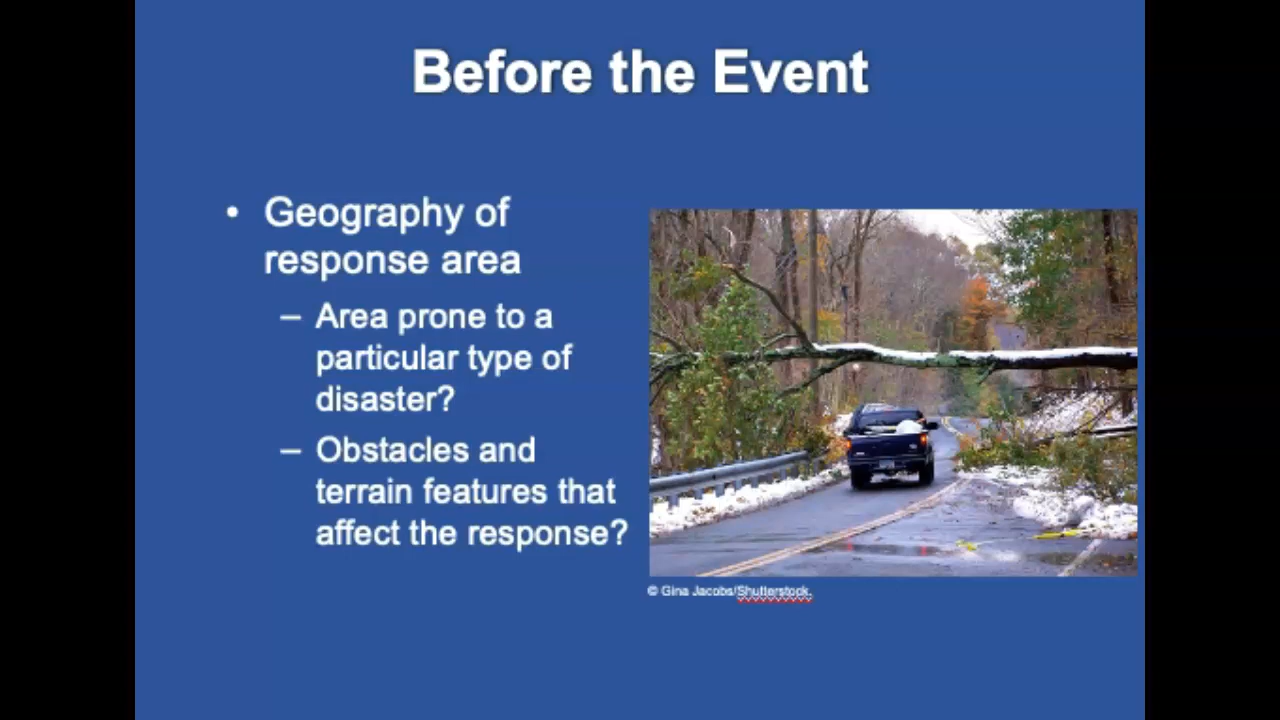 Before the Event
• Geography of
response area
– Area prone to a
particular type of
disaster?
– Obstacles and
terrain features that
affect the response?
© Gina Jacobs/Shutterstock.